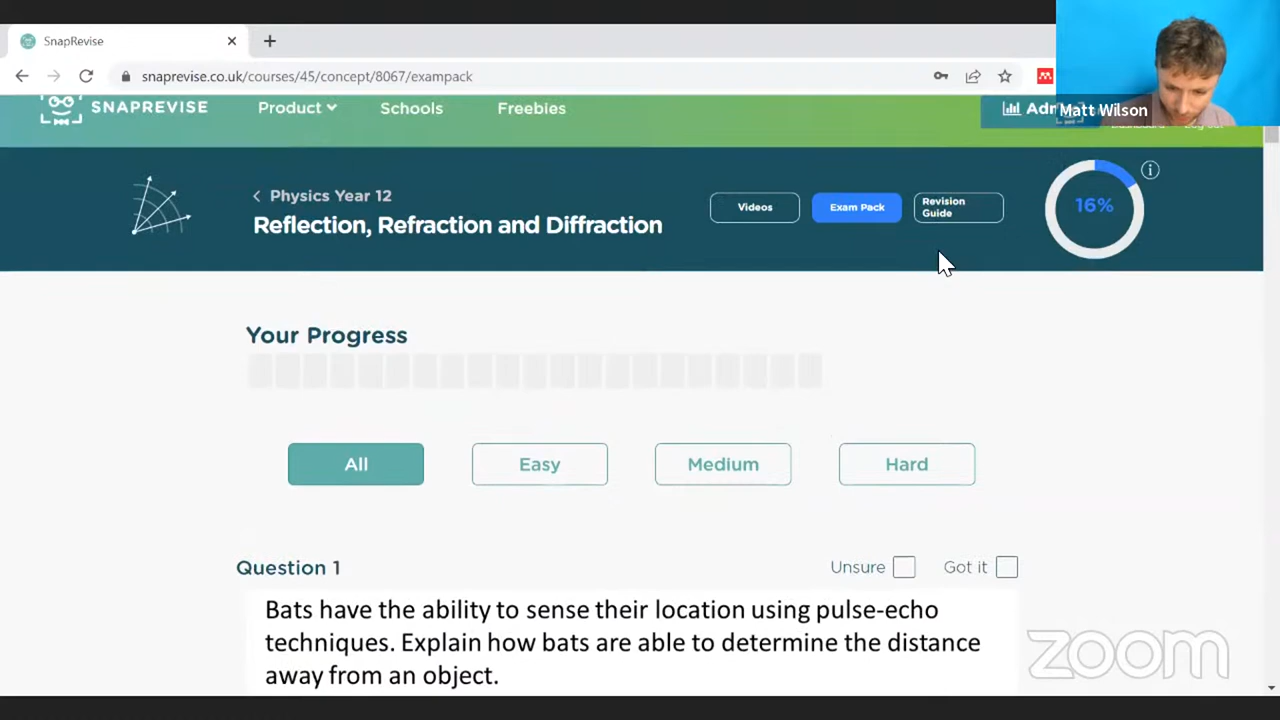 SnapRevise
snaprevise.co.uk/courses/45/concept/8067/exampack
SNAPREVISE
Product
Schools
Freebies
Matt Wilson
Physics Year 12
Reflection, Refraction and Diffraction
Videos
Exam Pack
Revision
Guide
16%
Your Progress
All
Easy
Medium
Hard
Question 1
Unsure
Got it
Bats have the ability to sense their location using pulse-echo
techniques. Explain how bats are able to determine the distance
away from an object.
zoom